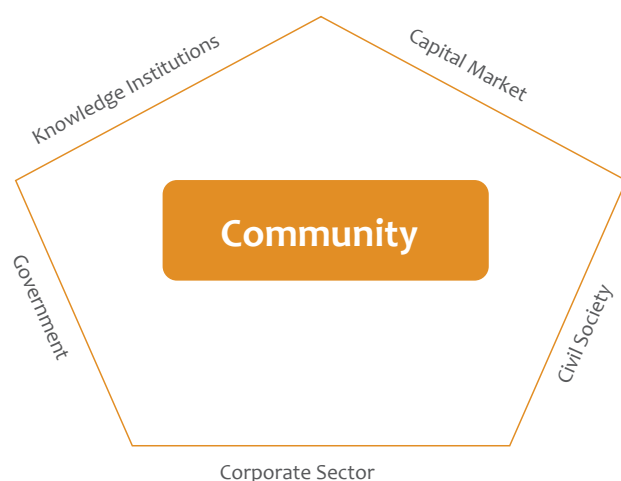 Knowledge Institutions
Capital Market
Community
Government
Civil Society
Corporate Sector